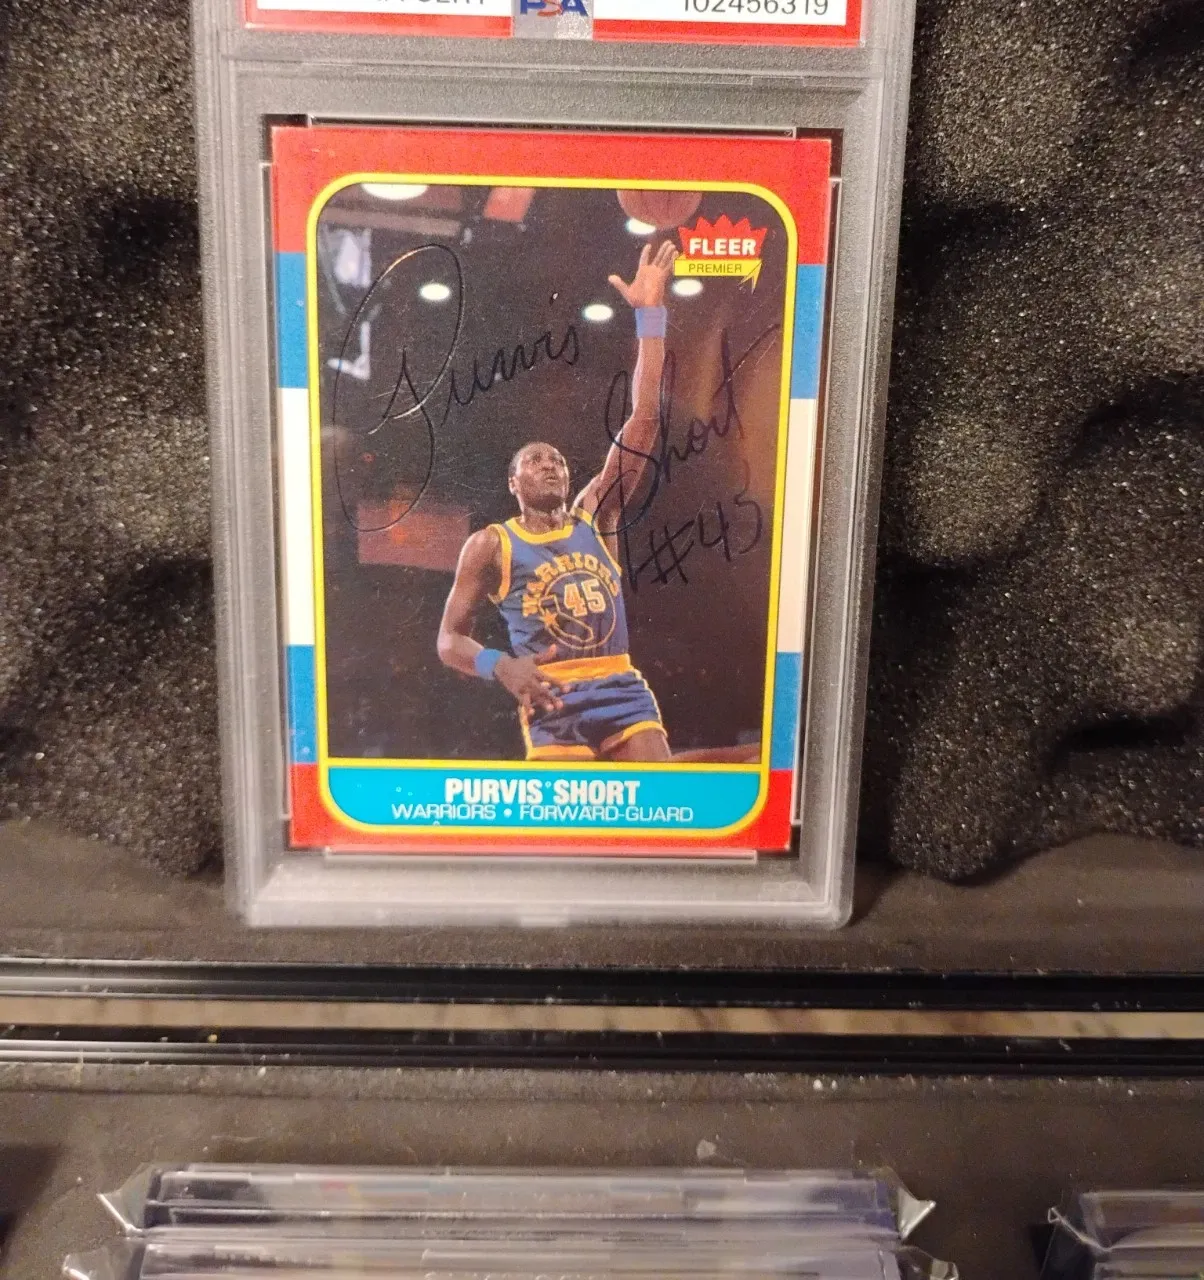 PSA
102456319
FLEER
PREMIER
Purvis Short
#45
WARRIORS
45
PURVIS SHORT
WARRIORS • FORWARD-GUARD